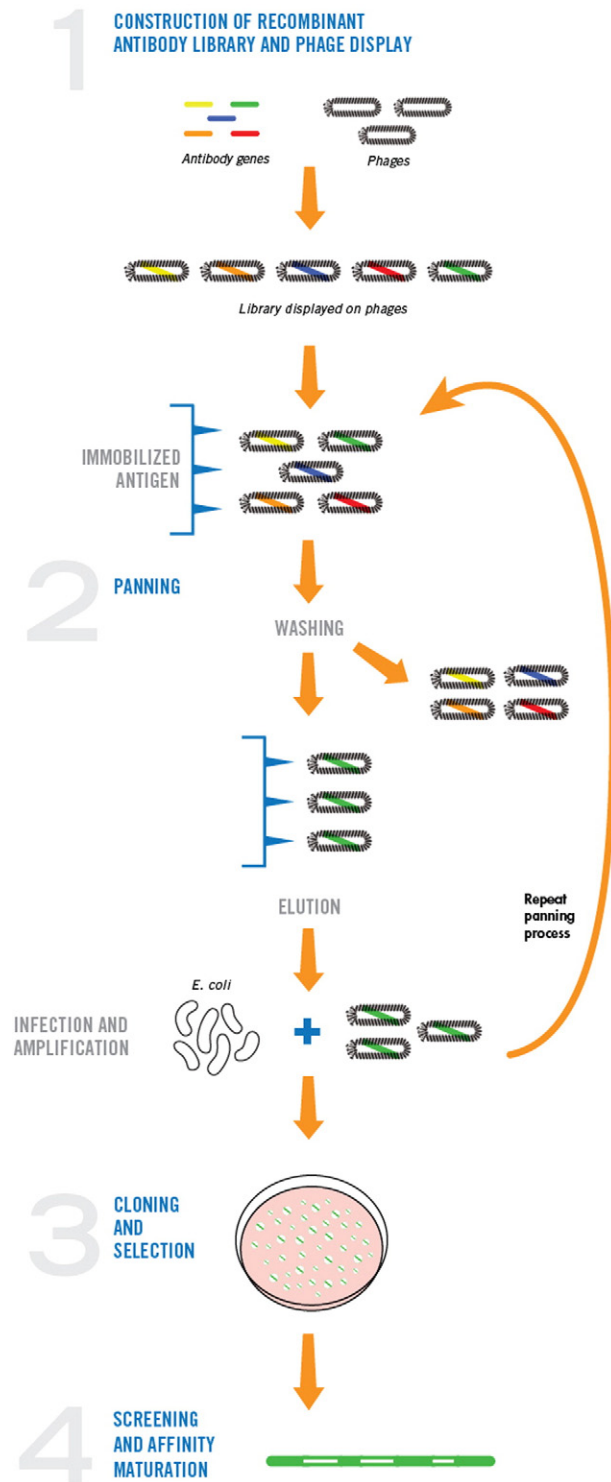 1
CONSTRUCTION OF RECOMBINANT
ANTIBODY LIBRARY AND PHAGE DISPLAY
Antibody genes
Phages
Library displayed on phages
IMMOBILIZED
ANTIGEN
2
PANNING
WASHING
ELUTION
Repeat
panning
process
E. coli
INFECTION AND
AMPLIFICATION
3
CLONING
AND
SELECTION
4
SCREENING
AND AFFINITY
MATURATION